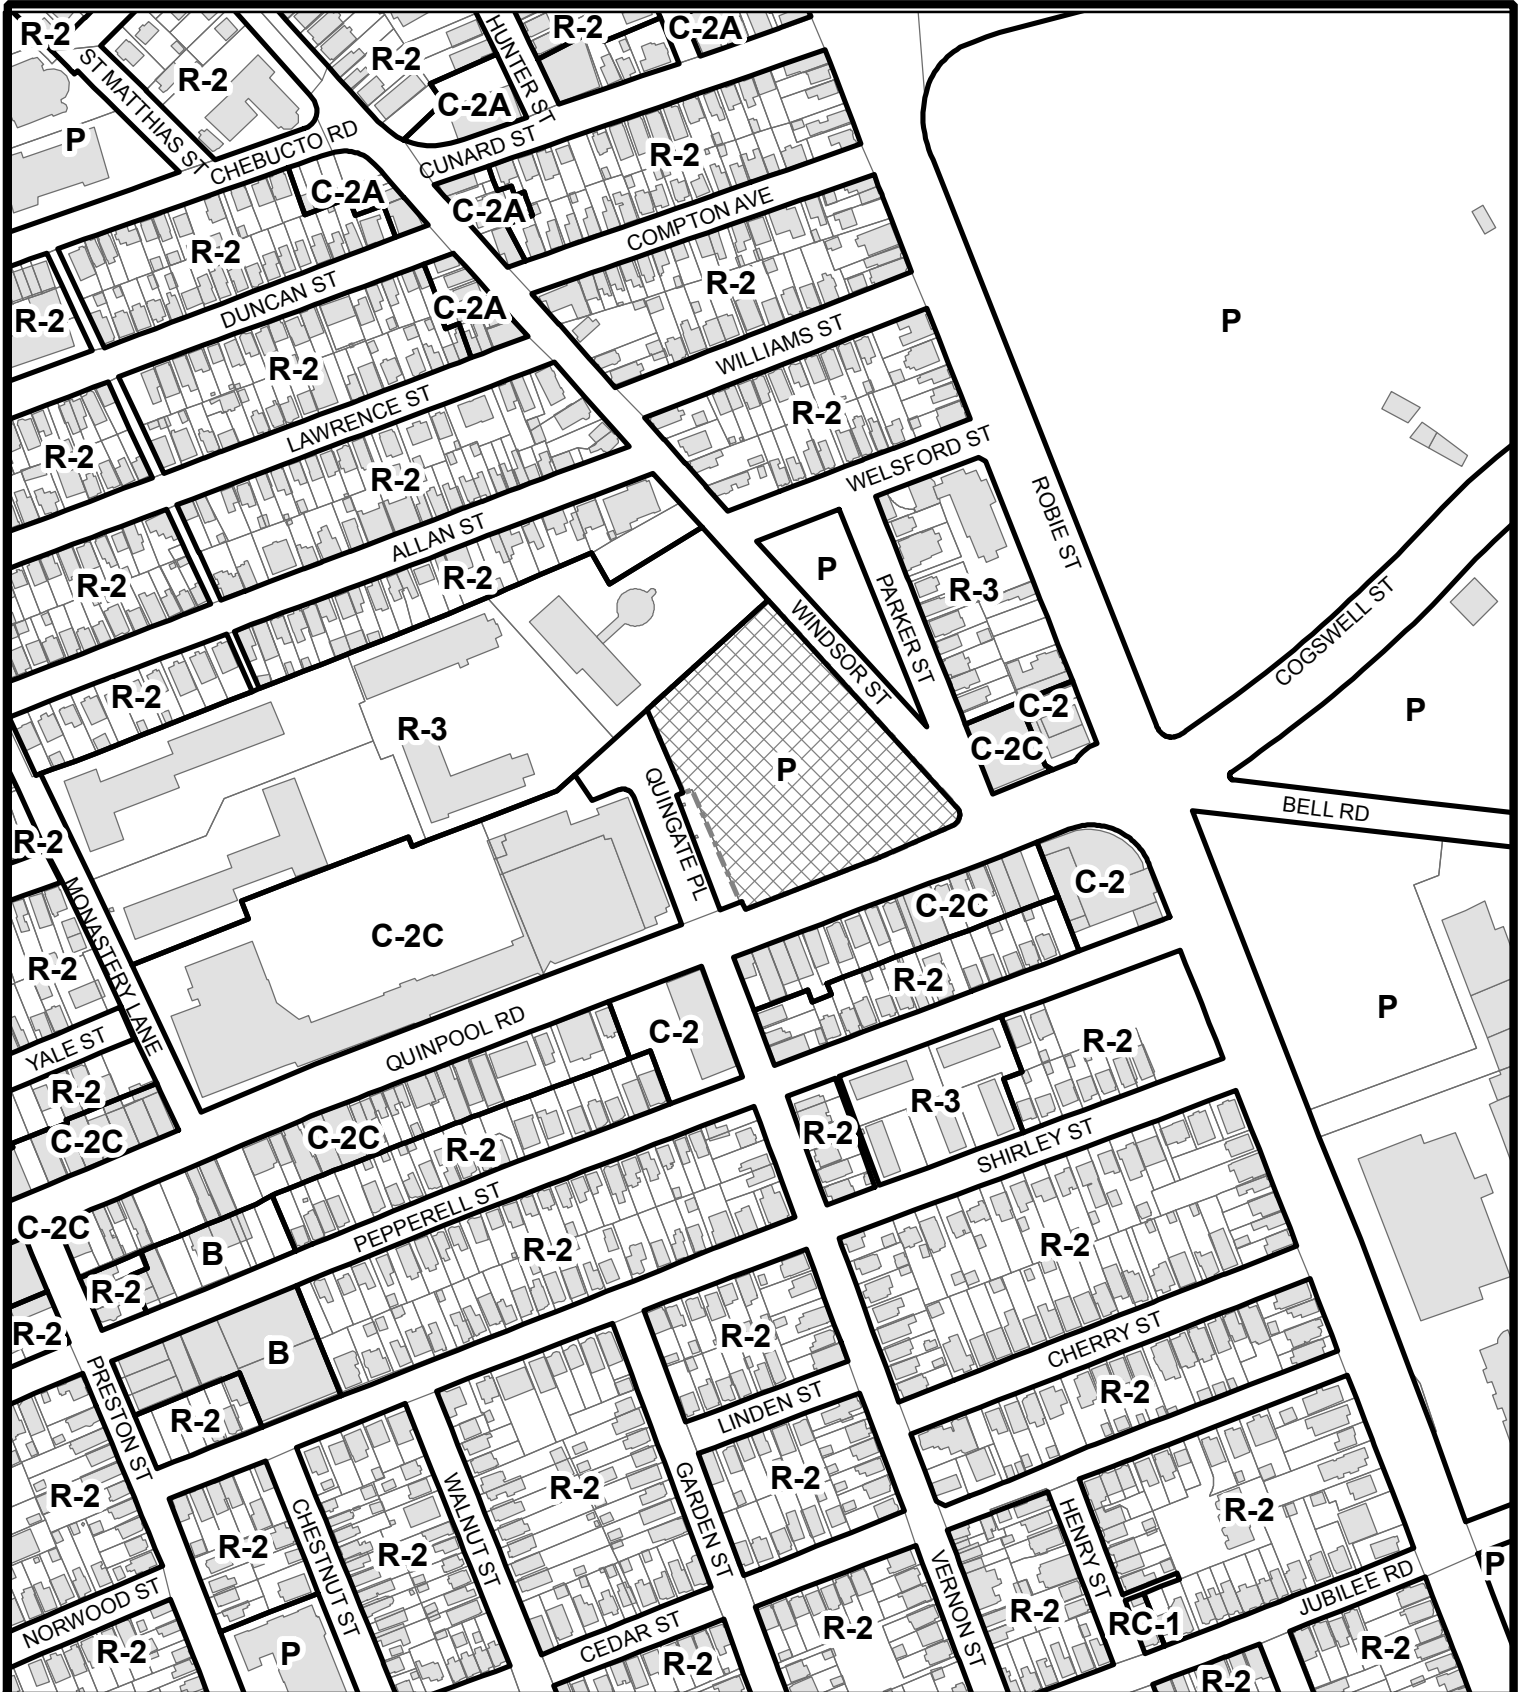 R-2
R-2
C-2A
HUNTER ST
R-2
R-2
ST MATTHIAS ST
C-2A
P
CHEBUCTO RD
CUNARD ST
R-2
C-2A
C-2A
COMPTON AVE
R-2
R-2
DUNCAN ST
C-2A
R-2
P
R-2
WILLIAMS ST
R-2
LAWRENCE ST
R-2
WELSFORD ST
R-2
R-2
ROBIE ST
ALLAN ST
R-2
R-2
P
R-3
PARKER ST
COGSWELL ST
WINDSOR ST
R-2
C-2
P
R-3
C-2C
P
QUINGATE PL
BELL RD
R-2
MONASTERY LANE
C-2
C-2C
C-2C
R-2
R-2
P
QUINPOOL RD
C-2
YALE ST
R-2
R-2
R-3
C-2C
C-2C
R-2
R-2
SHIRLEY ST
PEPPERELL ST
C-2C
B
R-2
R-2
R-2
R-2
R-2
CHERRY ST
B
PRESTON ST
R-2
LINDEN ST
R-2
R-2
R-2
R-2
GARDEN ST
R-2
WALNUT ST
CHESTNUT ST
R-2
R-2
HENRY ST
VERNON ST
P
JUBILEE RD
NORWOOD ST
R-2
RC-1
R-2
CEDAR ST
R-2
P
R-2
R-2
R-2